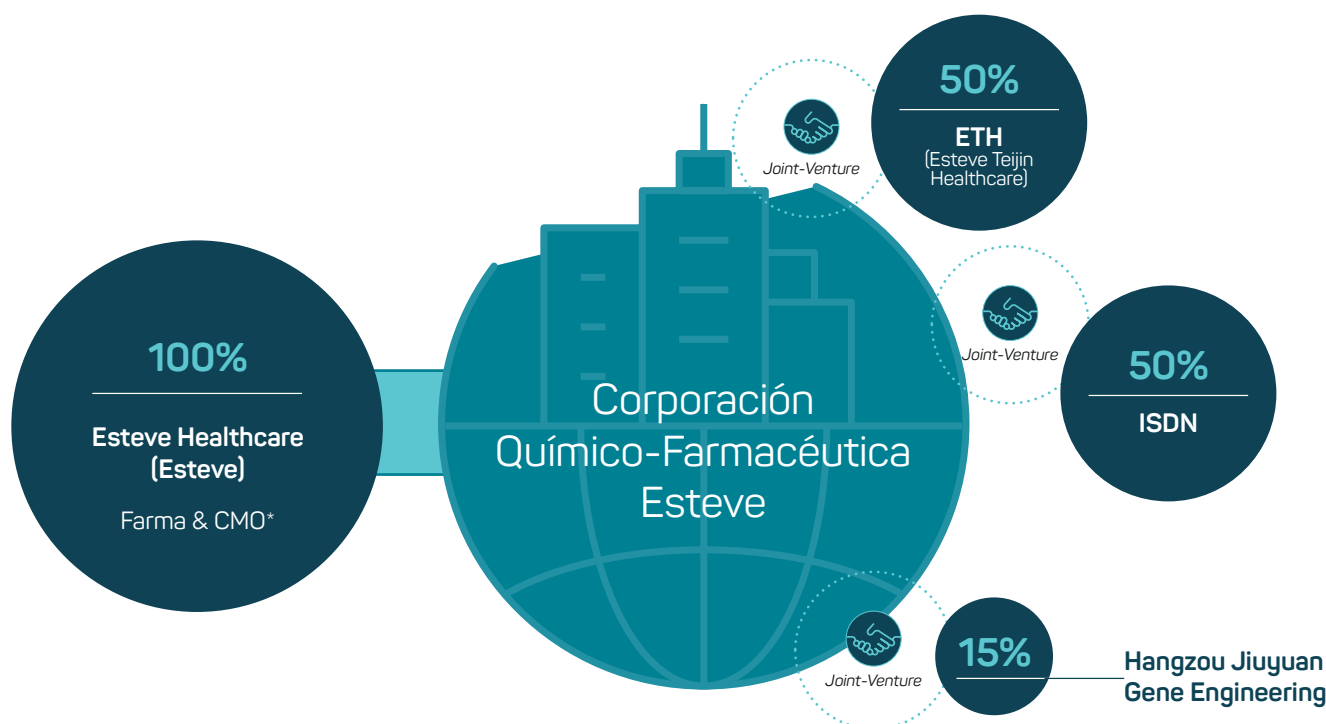 100%
Esteve Healthcare
(Esteve)
Farma & CMO*
Corporación
Químico-Farmacéutica
Esteve
Joint-Venture
50%
ETH
(Esteve Teijin
Healthcare)
Joint-Venture
50%
ISDN
Joint-Venture
15%
Hangzou Jiuyuan
Gene Engineering